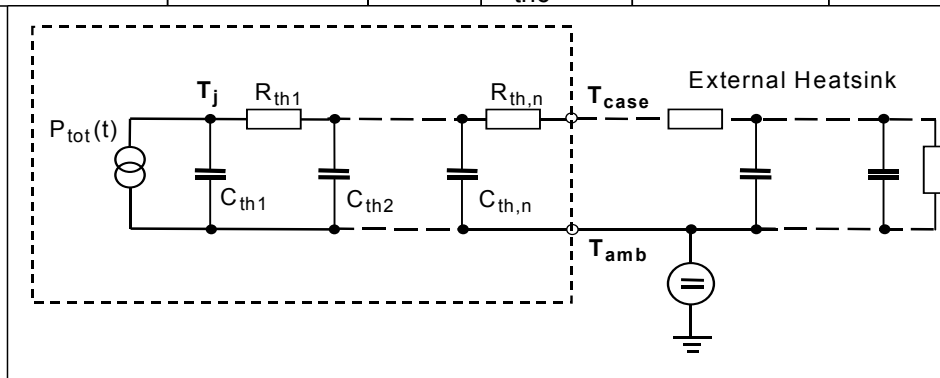 T_j
R_th1
R_th,n
T_case
External Heatsink
P_tot(t)
C_th1
C_th2
C_th,n
T_amb